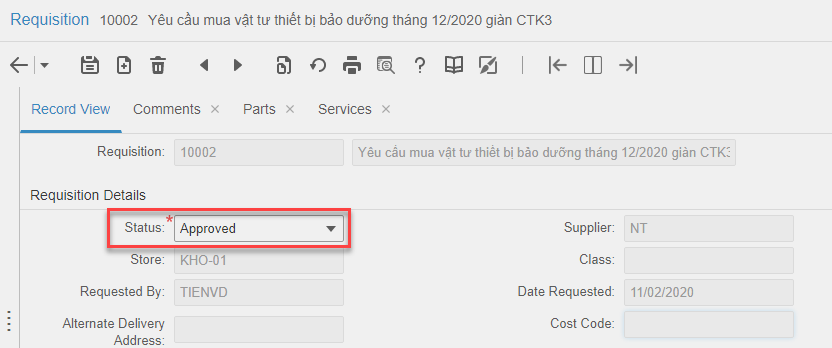 Requisition 10002 Yêu cầu mua vật tư thiết bị bảo dưỡng tháng 12/2020 giàn CTK3
Record View Comments × Parts × Services ×
Requisition: 10002 Yêu cầu mua vật tư thiết bị bảo dưỡng tháng 12/2020 giàn CTK3
Requisition Details
Status: * Approved Supplier: NT
Store: KHO-01 Class:
Requested By: TIENVD Date Requested: 11/02/2020
Alternate Delivery Address: Cost Code: